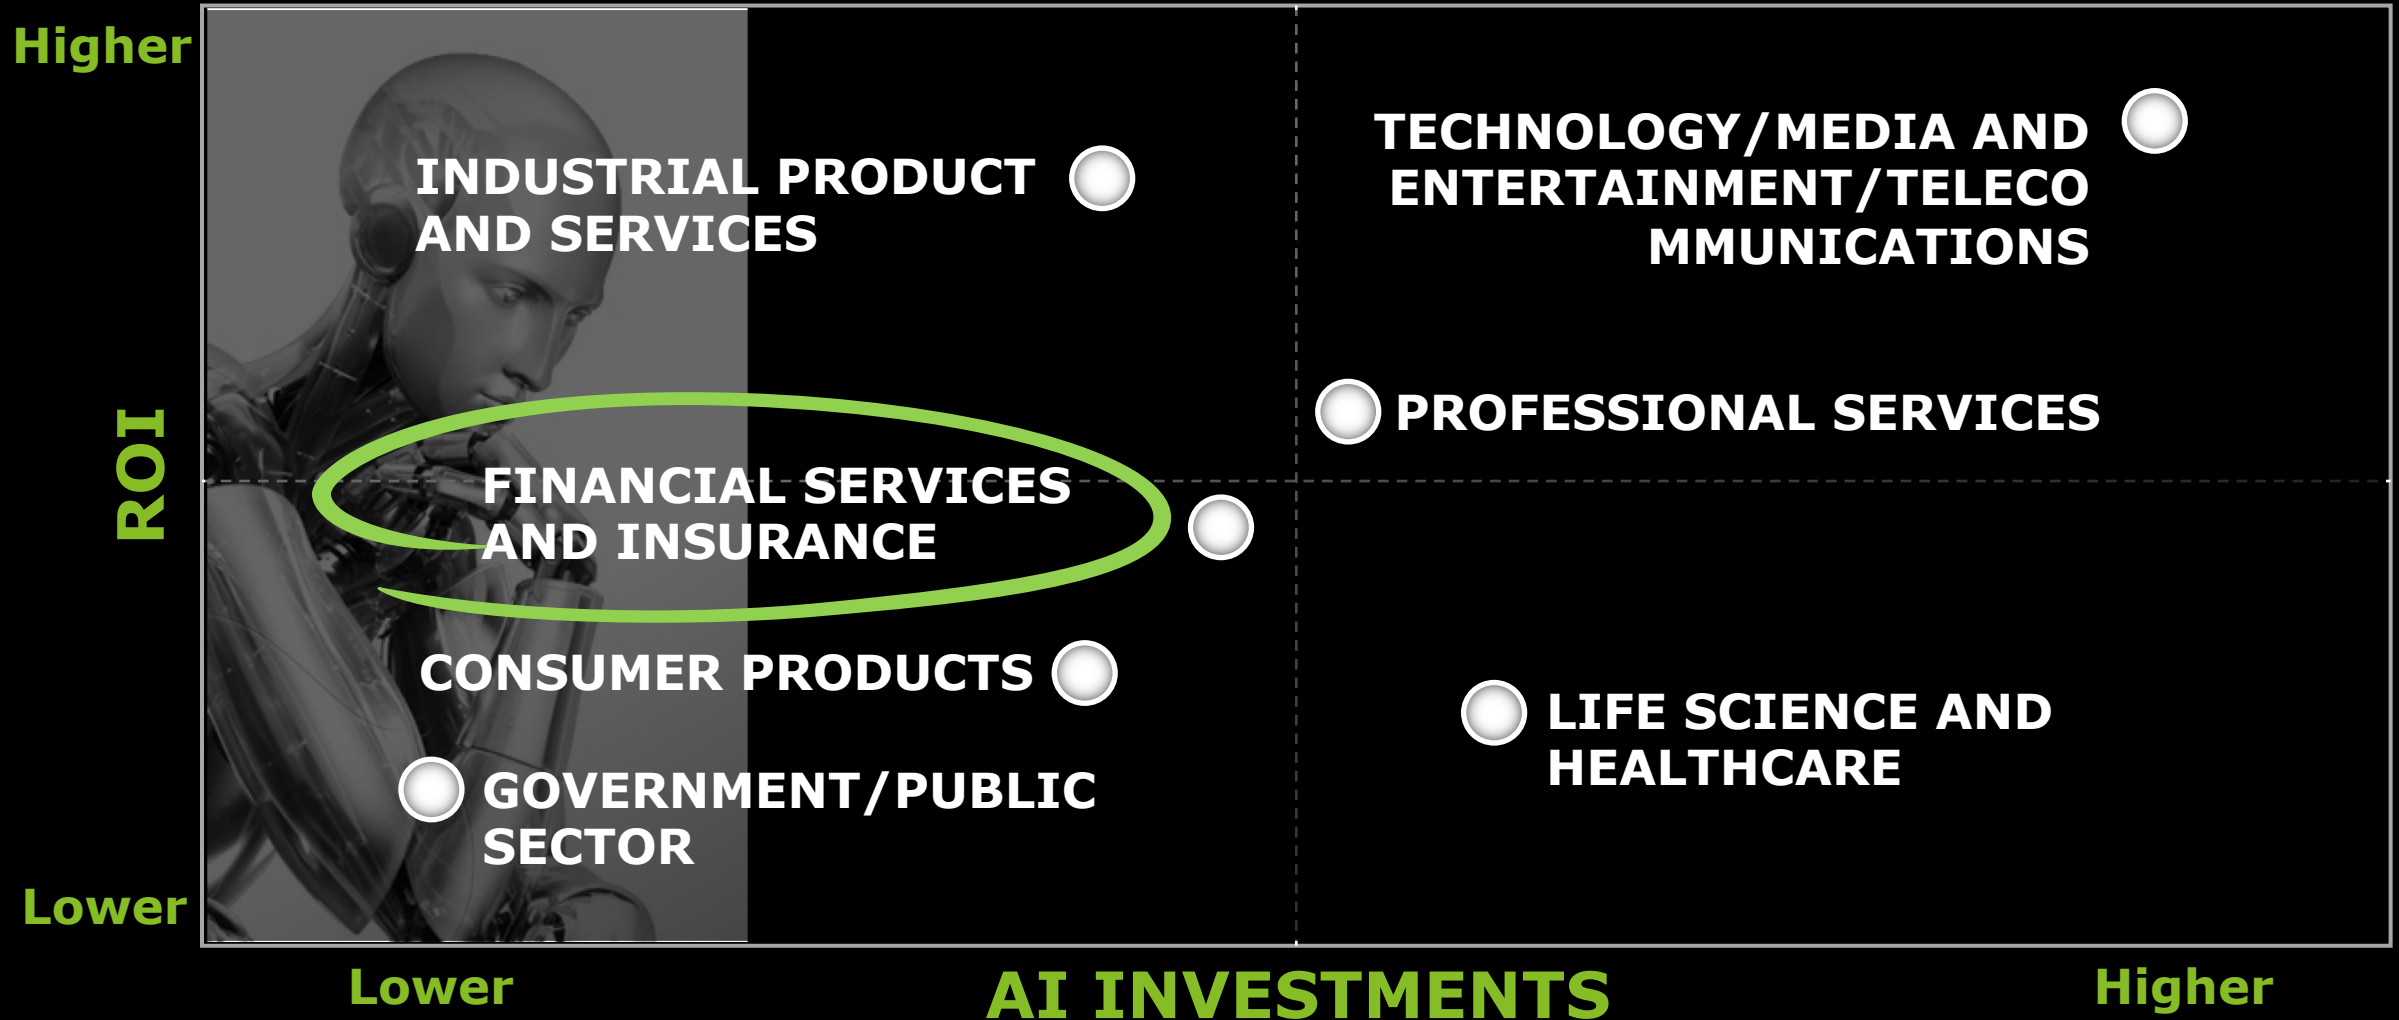 Higher
TECHNOLOGY/MEDIA AND
ENTERTAINMENT/TELECO
MMUNICATIONS
INDUSTRIAL PRODUCT
AND SERVICES
PROFESSIONAL SERVICES
ROI
FINANCIAL SERVICES
AND INSURANCE
CONSUMER PRODUCTS
LIFE SCIENCE AND
HEALTHCARE
GOVERNMENT/PUBLIC
SECTOR
Lower
Lower
AI INVESTMENTS
Higher